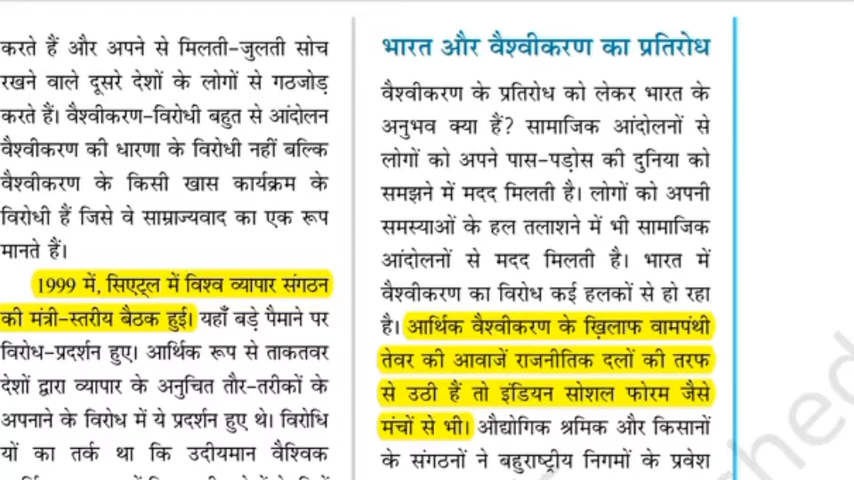 करते हैं और अपने से मिलती-जुलती सोच
रखने वाले दूसरे देशों के लोगों से गठजोड़
करते हैं। वैश्वीकरण-विरोधी बहुत से आंदोलन
वैश्वीकरण की धारणा के विरोधी नहीं बल्कि
वैश्वीकरण के किसी खास कार्यक्रम के
विरोधी हैं जिसे वे साम्राज्यवाद का एक रूप
मानते हैं।
1999 में, सिएट्ल में विश्व व्यापार संगठन
की मंत्री-स्तरीय बैठक हुई। यहाँ बड़े पैमाने पर
विरोध-प्रदर्शन हुए। आर्थिक रूप से ताकतवर
देशों द्वारा व्यापार के अनुचित तौर-तरीकों के
अपनाने के विरोध में ये प्रदर्शन हुए थे। विरोधि
यों का तर्क था कि उदीयमान वैश्विक
भारत और वैश्वीकरण का प्रतिरोध
वैश्वीकरण के प्रतिरोध को लेकर भारत के
अनुभव क्या हैं? सामाजिक आंदोलनों से
लोगों को अपने पास-पड़ोस की दुनिया को
समझने में मदद मिलती है। लोगों को अपनी
समस्याओं के हल तलाशने में भी सामाजिक
आंदोलनों से मदद मिलती है। भारत में
वैश्वीकरण का विरोध कई हलकों से हो रहा
है। आर्थिक वैश्वीकरण के ख़िलाफ वामपंथी
तेवर की आवाजें राजनीतिक दलों की तरफ
से उठी हैं तो इंडियन सोशल फोरम जैसे
मंचों से भी। औद्योगिक श्रमिक और किसानों
के संगठनों ने बहुराष्ट्रीय निगमों के प्रवेश